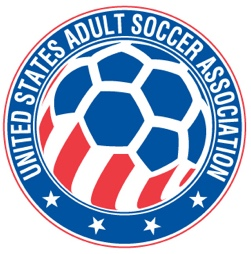 UNITED STATES ADULT SOCCER ASSOCIATION